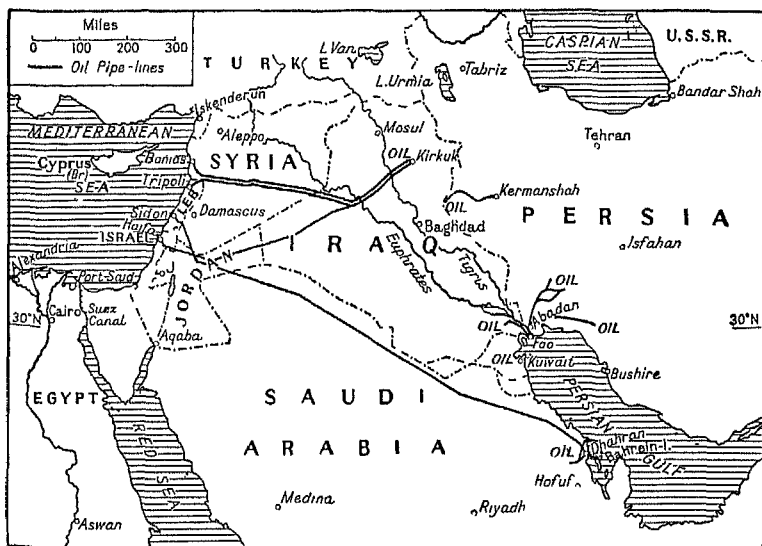 Miles
0 100 200 300
Oil Pipe-lines
TURKEY
L.Van
L.Urmia
Tabriz
CASPIAN
SEA
U.S.S.R.
Bandar Shah
Iskenderun
MEDITERRANEAN
Aleppo
Mosul
Tehran
Cyprus
(Br)
SEA
Banias
SYRIA
OIL
Kirkuk
Tripoli
LEB.
Kermanshah
OIL
PERSIA
Sidon
Damascus
Baghdad
Haifa
ISRAEL
IRAQ
Isfahan
Alexandria
Port-Said
JORDAN
Euphrates
Tigris
30°N
Cairo
Suez
Canal
Aqaba
OIL
Abadan
OIL
30°N
Fao
OIL
Kuwait
Bushire
EGYPT
SAUDI
ARABIA
RED SEA
PERSIAN
GULF
Dhahran
Bahrein-I.
OIL
Hofuf
Medina
Riyadh
Aswan